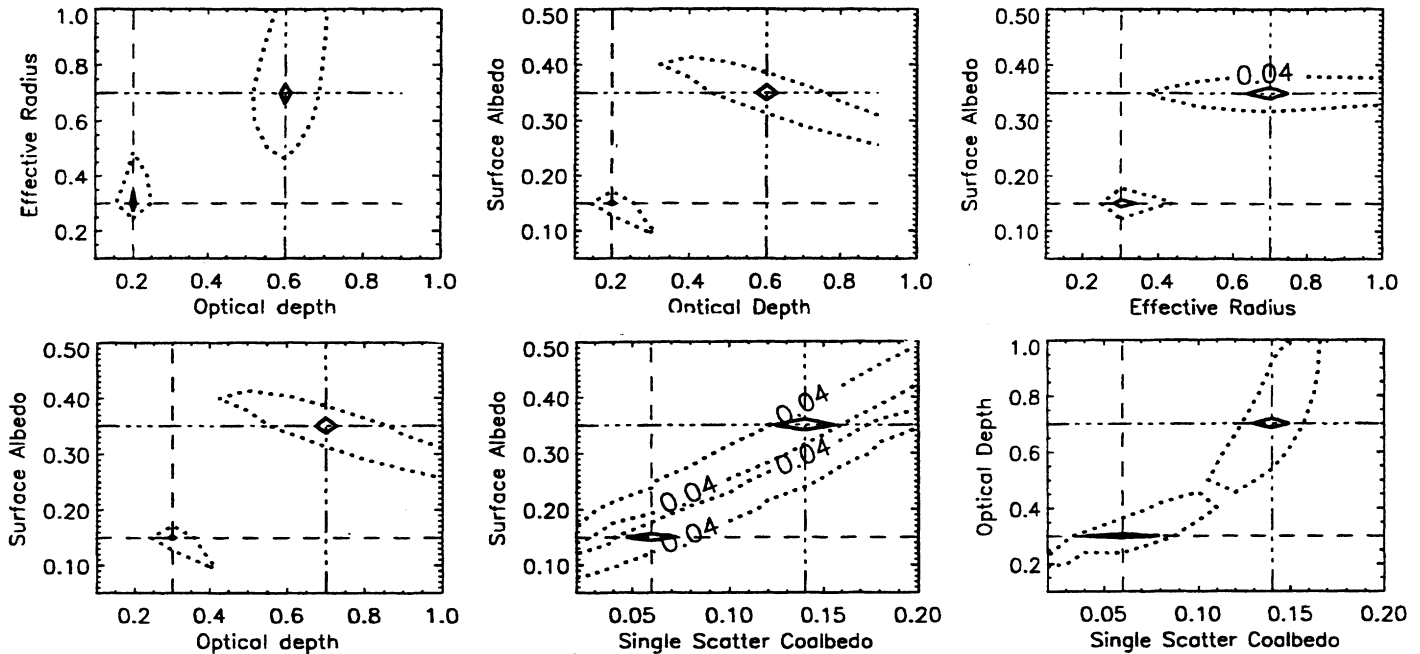 1.0
0.8
0.6
0.4
0.2
Effective Radius
0.2 0.4 0.6 0.8 1.0
Optical depth
0.50
0.40
0.30
0.20
0.10
Surface Albedo
0.2 0.4 0.6 0.8 1.0
Optical Depth
0.50
0.40
0.30
0.20
0.10
Surface Albedo
0.04
0.2 0.4 0.6 0.8 1.0
Effective Radius
0.50
0.40
0.30
0.20
0.10
Surface Albedo
0.2 0.4 0.6 0.8 1.0
Optical depth
0.50
0.40
0.30
0.20
0.10
Surface Albedo
0.04
0.04
0.04
0.04
0.05 0.10 0.15 0.20
Single Scatter Coalbedo
1.0
0.8
0.6
0.4
0.2
Optical Depth
0.05 0.10 0.15 0.20
Single Scatter Coalbedo